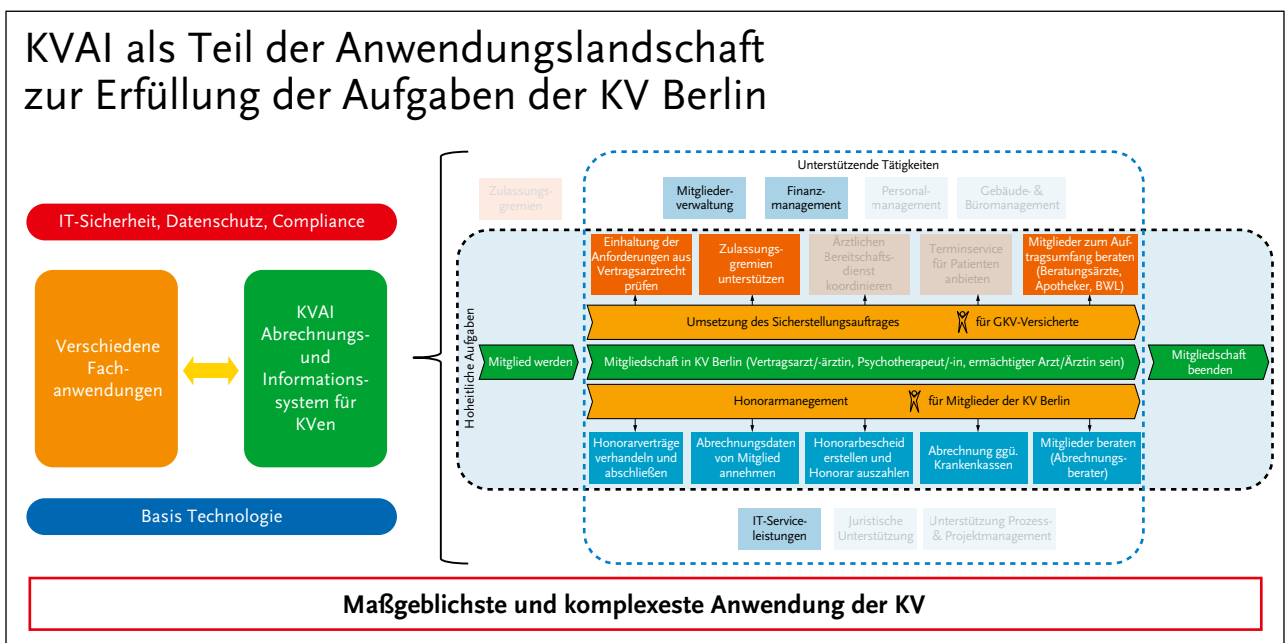 KVAI als Teil der Anwendungslandschaft
zur Erfüllung der Aufgaben der KV Berlin
IT-Sicherheit, Datenschutz, Compliance
Verschiedene
Fach-
anwendungen
KVAI
Abrechnungs-
und
Informations-
system für
KVen
Basis Technologie
Unterstützende Tätigkeiten
Zulassungs-
gremien
Mitglieder-
verwaltung
Finanz-
management
Personal-
management
Gebäude- &
Büromanagement
Hoheitliche Aufgaben
Einhaltung der
Anforderungen aus
Vertragsarztrecht
prüfen
Zulassungs-
gremien
unterstützen
Ärztlichen
Bereitschafts-
dienst
koordinieren
Terminservice
für Patienten
anbieten
Mitglieder zum Auf-
tragsumfang beraten
(Beratungsärzte,
Apotheker, BWL)
Umsetzung des Sicherstellungsauftrages für GKV-Versicherte
Mitglied werden
Mitgliedschaft in KV Berlin (Vertragsarzt/-ärztin, Psychotherapeut/-in, ermächtigter Arzt/Ärztin sein)
Mitgliedschaft
beenden
Honorarmanegement für Mitglieder der KV Berlin
Honorarverträge
verhandeln und
abschließen
Abrechnungsdaten
von Mitglied
annehmen
Honorarbescheid
erstellen und
Honorar auszahlen
Abrechnung ggü.
Krankenkassen
Mitglieder beraten
(Abrechnungs-
berater)
IT-Service-
leistungen
Juristische
Unterstützung
Unterstützung Prozess-
& Projektmanagement
Maßgeblichste und komplexeste Anwendung der KV